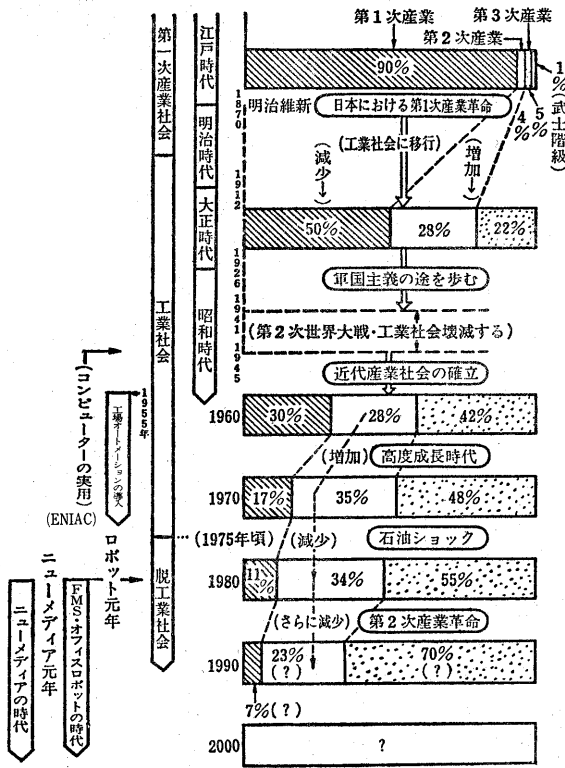 第1次産業
第3次産業
第2次産業
90%
1%(武士階級)
5%
4%
1870
明治維新
日本における第1次産業革命
(工業社会に移行)
(減少→)
(増加→)
1912
50%
28%
22%
1926
軍国主義の途を歩む
1941
(第2次世界大戦・工業社会壊滅する)
1945
近代産業社会の確立
1960
30%
28%
42%
(増加)
高度成長時代
1970
17%
35%
48%
(1975年頃)
(減少)
石油ショック
1980
11%
34%
55%
(さらに減少)
第2次産業革命
1990
23%
(?)
70%
(?)
7%(?)
2000
?
江戸時代
明治時代
大正時代
昭和時代
第一次産業社会
工業社会
脱工業社会
1955年
工場オートメーションの導入
(コンピューターの実用)
(ENIAC)
ロボット元年
FMS・オフィスロボットの時代
ニューメディア元年
ニューメディアの時代